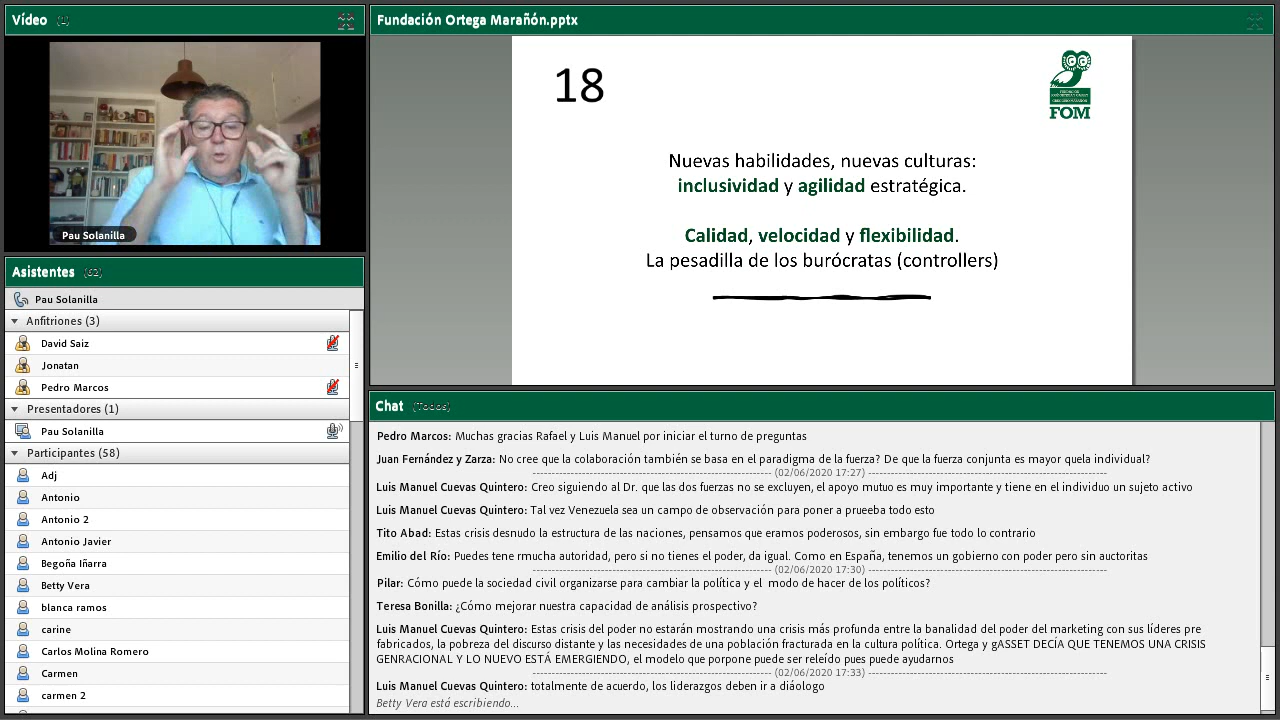 Vídeo (1)
Pau Solanilla
Asistentes (62)
Pau Solanilla
Anfitriones (3)
David Saiz
Jonatan
Pedro Marcos
Presentadores (1)
Pau Solanilla
Participantes (58)
Adj
Antonio
Antonio 2
Antonio Javier
Begoña Iñarra
Betty Vera
blanca ramos
carine
Carlos Molina Romero
Carmen
carmen 2
Fundación Ortega Marañón.pptx
18
FOM
Nuevas habilidades, nuevas culturas:
inclusividad y agilidad estratégica.
Calidad, velocidad y flexibilidad.
La pesadilla de los burócratas (controllers)
Chat (Todos)
Pedro Marcos: Muchas gracias Rafael y Luis Manuel por iniciar el turno de preguntas
Juan Fernández y Zarza: No cree que la colaboración también se basa en el paradigma de la fuerza? De que la fuerza conjunta es mayor quela individual?
(02/06/2020 17:27)
Luis Manuel Cuevas Quintero: Creo siguiendo al Dr. que las dos fuerzas no se excluyen, el apoyo mutuo es muy importante y tiene en el individuo un sujeto activo
Luis Manuel Cuevas Quintero: Tal vez Venezuela sea un campo de observación para poner a prueeba todo esto
Tito Abad: Estas crisis desnudo la estructura de las naciones, pensamos que eramos poderosos, sin embargo fue todo lo contrario
Emilio del Río: Puedes tene rmucha autoridad, pero si no tienes el poder, da igual. Como en España, tenemos un gobierno con poder pero sin auctoritas
(02/06/2020 17:30)
Pilar: Cómo puede la sociedad civil organizarse para cambiar la política y el modo de hacer de los políticos?
Teresa Bonilla: ¿Cómo mejorar nuestra capacidad de análisis prospectivo?
Luis Manuel Cuevas Quintero: Estas crisis del poder no estarán mostrando una crisis más profunda entre la banalidad del poder del marketing con sus líderes pre
fabricados, la pobreza del discurso distante y las necesidades de una población fracturada en la cultura política. Ortega y gASSET DECÍA QUE TENEMOS UNA CRISIS
GENRACIONAL Y LO NUEVO ESTÁ EMERGIENDO, el modelo que porpone puede ser releído pues puede ayudarnos
(02/06/2020 17:33)
Luis Manuel Cuevas Quintero: totalmente de acuerdo, los liderazgos deben ir a diáologo
Betty Vera está escribiendo...